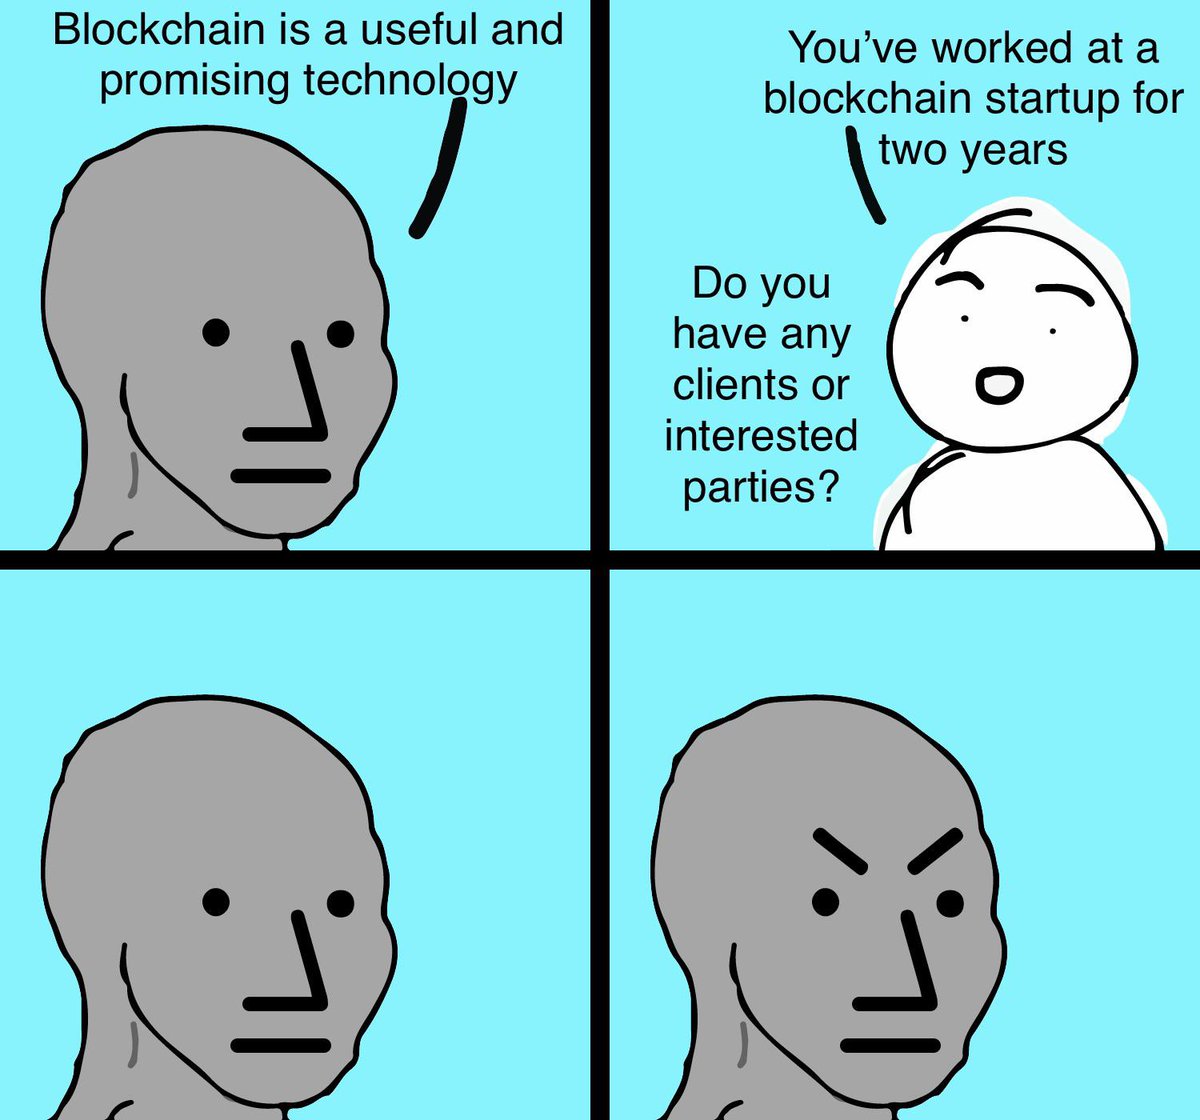 Blockchain is a useful and
promising technology
You’ve worked at a
blockchain startup for
two years
Do you
have any
clients or
interested
parties?